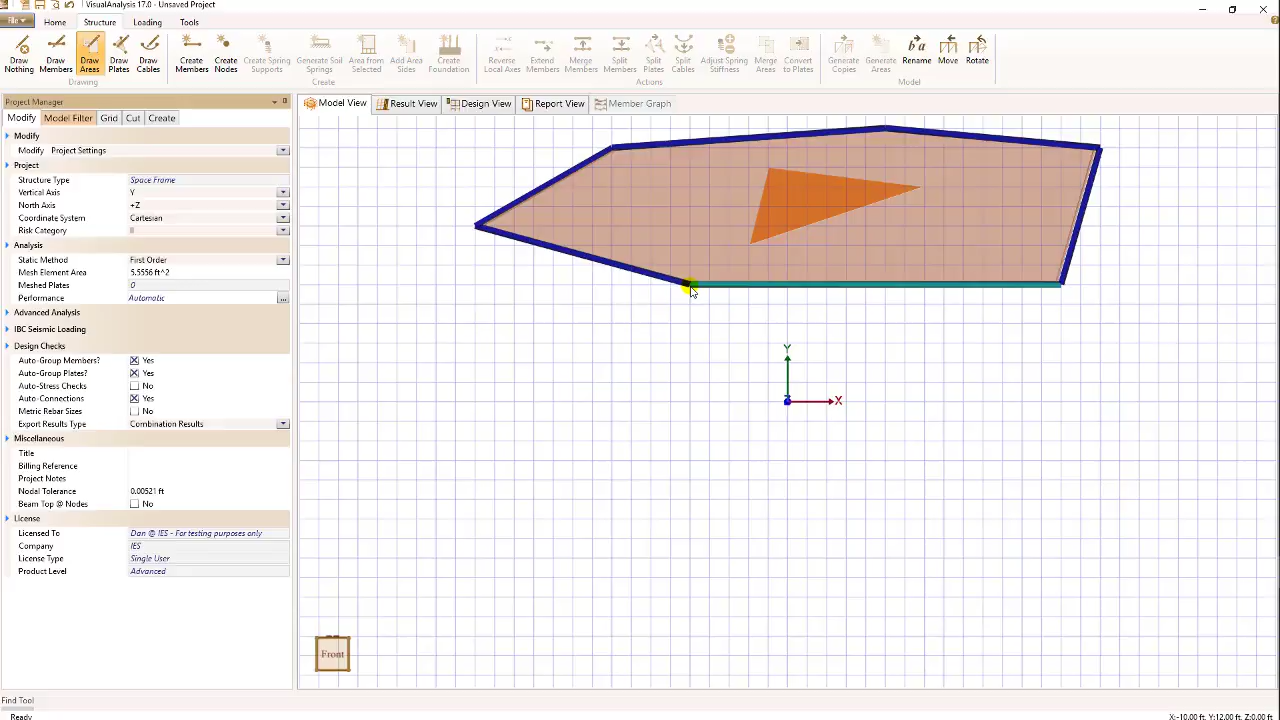 VisualAnalysis 17.0 - Unsaved Project
File Home Structure Loading Tools
Draw Nothing Draw Members Draw Areas Draw Plates Draw Cables Create Members Create Nodes Create Spring Supports Generate Soil Springs Area from Selected Add Area Sides Create Foundation Reverse Local Axes Extend Members Merge Members Split Members Split Plates Split Cables Adjust Spring Stiffness Merge Areas Convert to Plates Generate Copies Generate Areas Rename Move Rotate
Drawing Create Actions Model
Project Manager
Model View Result View Design View Report View Member Graph
Modify Model Filter Grid Cut Create
Modify
Modify Project Settings
Project
Structure Type Space Frame
Vertical Axis Y
North Axis +Z
Coordinate System Cartesian
Risk Category II
Analysis
Static Method First Order
Mesh Element Area 5.5556 ft^2
Meshed Plates 0
Performance Automatic ...
Advanced Analysis
IBC Seismic Loading
Design Checks
Auto-Group Members? Yes
Auto-Group Plates? Yes
Auto-Stress Checks No
Auto-Connections Yes
Metric Rebar Sizes No
Export Results Type Combination Results
Miscellaneous
Title
Billing Reference
Project Notes
Nodal Tolerance 0.00521 ft
Beam Top @ Nodes No
License
Licensed To Dan @ IES - For testing purposes only
Company IES
License Type Single User
Product Level Advanced
Y
Z
X
Front
Find Tool
Ready X:-10.00 ft. Y:12.00 ft. Z:0.00 ft.